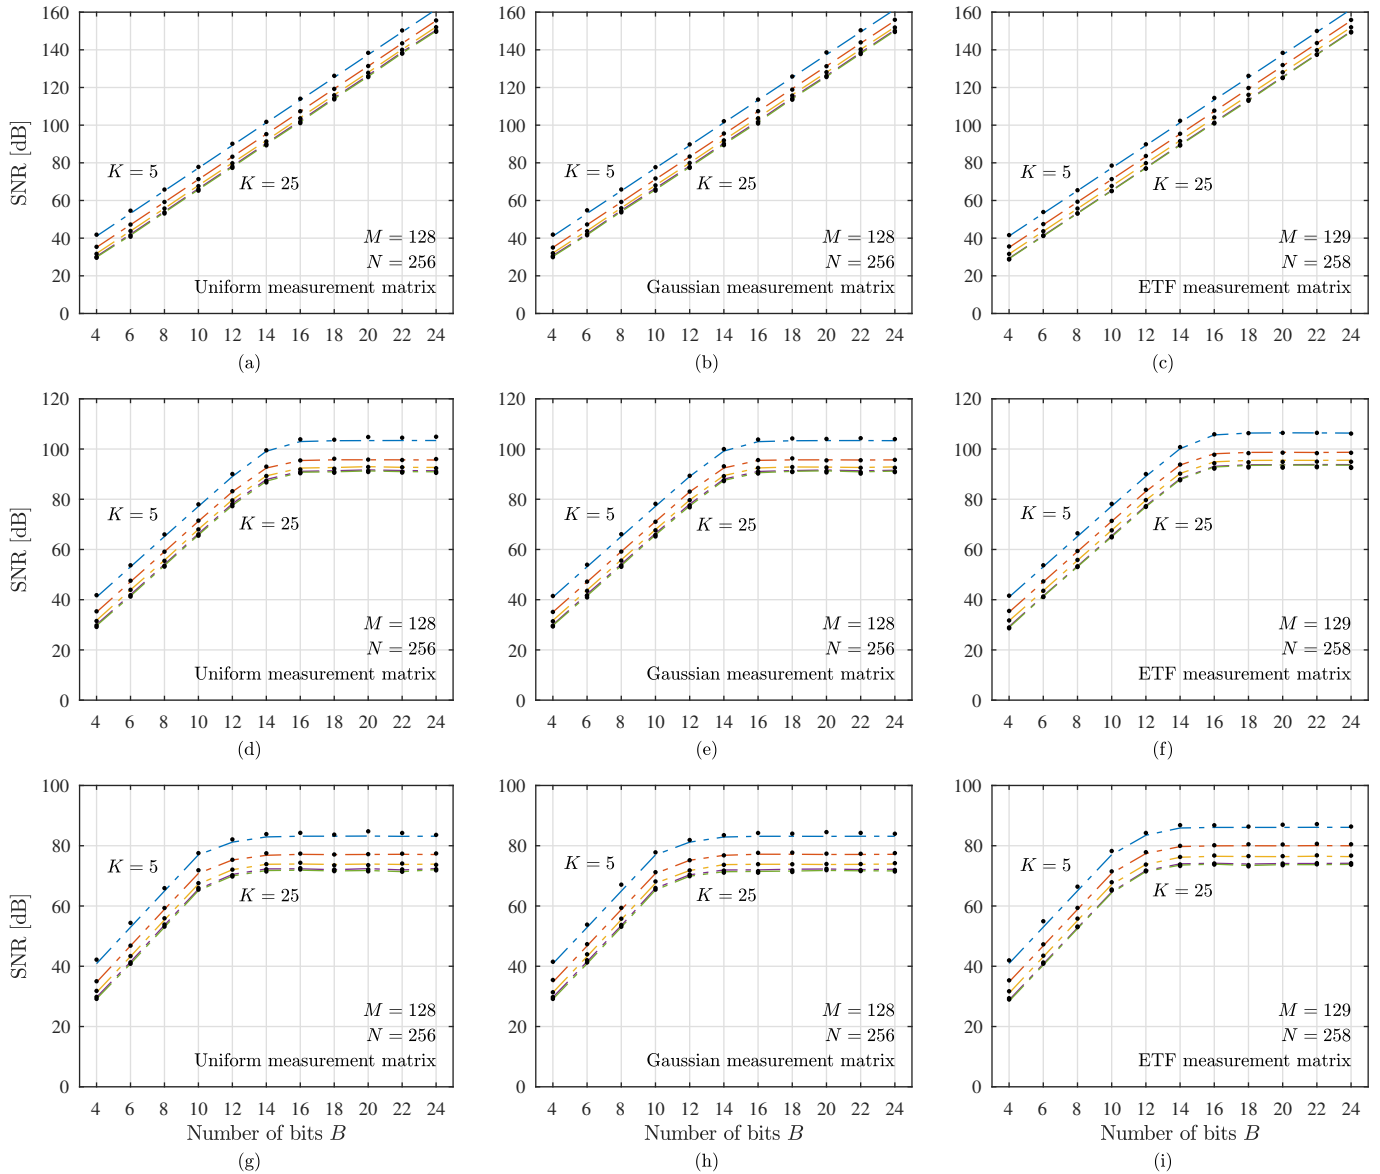 160
140
120
100
80
60
40
20
0
SNR [dB]
K = 5
K = 25
M = 128
N = 256
Uniform measurement matrix
4 6 8 10 12 14 16 18 20 22 24
(a)
160
140
120
100
80
60
40
20
0
K = 5
K = 25
M = 128
N = 256
Gaussian measurement matrix
4 6 8 10 12 14 16 18 20 22 24
(b)
160
140
120
100
80
60
40
20
0
K = 5
K = 25
M = 129
N = 258
ETF measurement matrix
4 6 8 10 12 14 16 18 20 22 24
(c)
120
100
80
60
40
20
0
SNR [dB]
K = 5
K = 25
M = 128
N = 256
Uniform measurement matrix
4 6 8 10 12 14 16 18 20 22 24
(d)
120
100
80
60
40
20
0
K = 5
K = 25
M = 128
N = 256
Gaussian measurement matrix
4 6 8 10 12 14 16 18 20 22 24
(e)
120
100
80
60
40
20
0
K = 5
K = 25
M = 129
N = 258
ETF measurement matrix
4 6 8 10 12 14 16 18 20 22 24
(f)
100
80
60
40
20
0
SNR [dB]
K = 5
K = 25
M = 128
N = 256
Uniform measurement matrix
4 6 8 10 12 14 16 18 20 22 24
Number of bits B
(g)
100
80
60
40
20
0
K = 5
K = 25
M = 128
N = 256
Gaussian measurement matrix
4 6 8 10 12 14 16 18 20 22 24
Number of bits B
(h)
100
80
60
40
20
0
K = 5
K = 25
M = 129
N = 258
ETF measurement matrix
4 6 8 10 12 14 16 18 20 22 24
Number of bits B
(i)